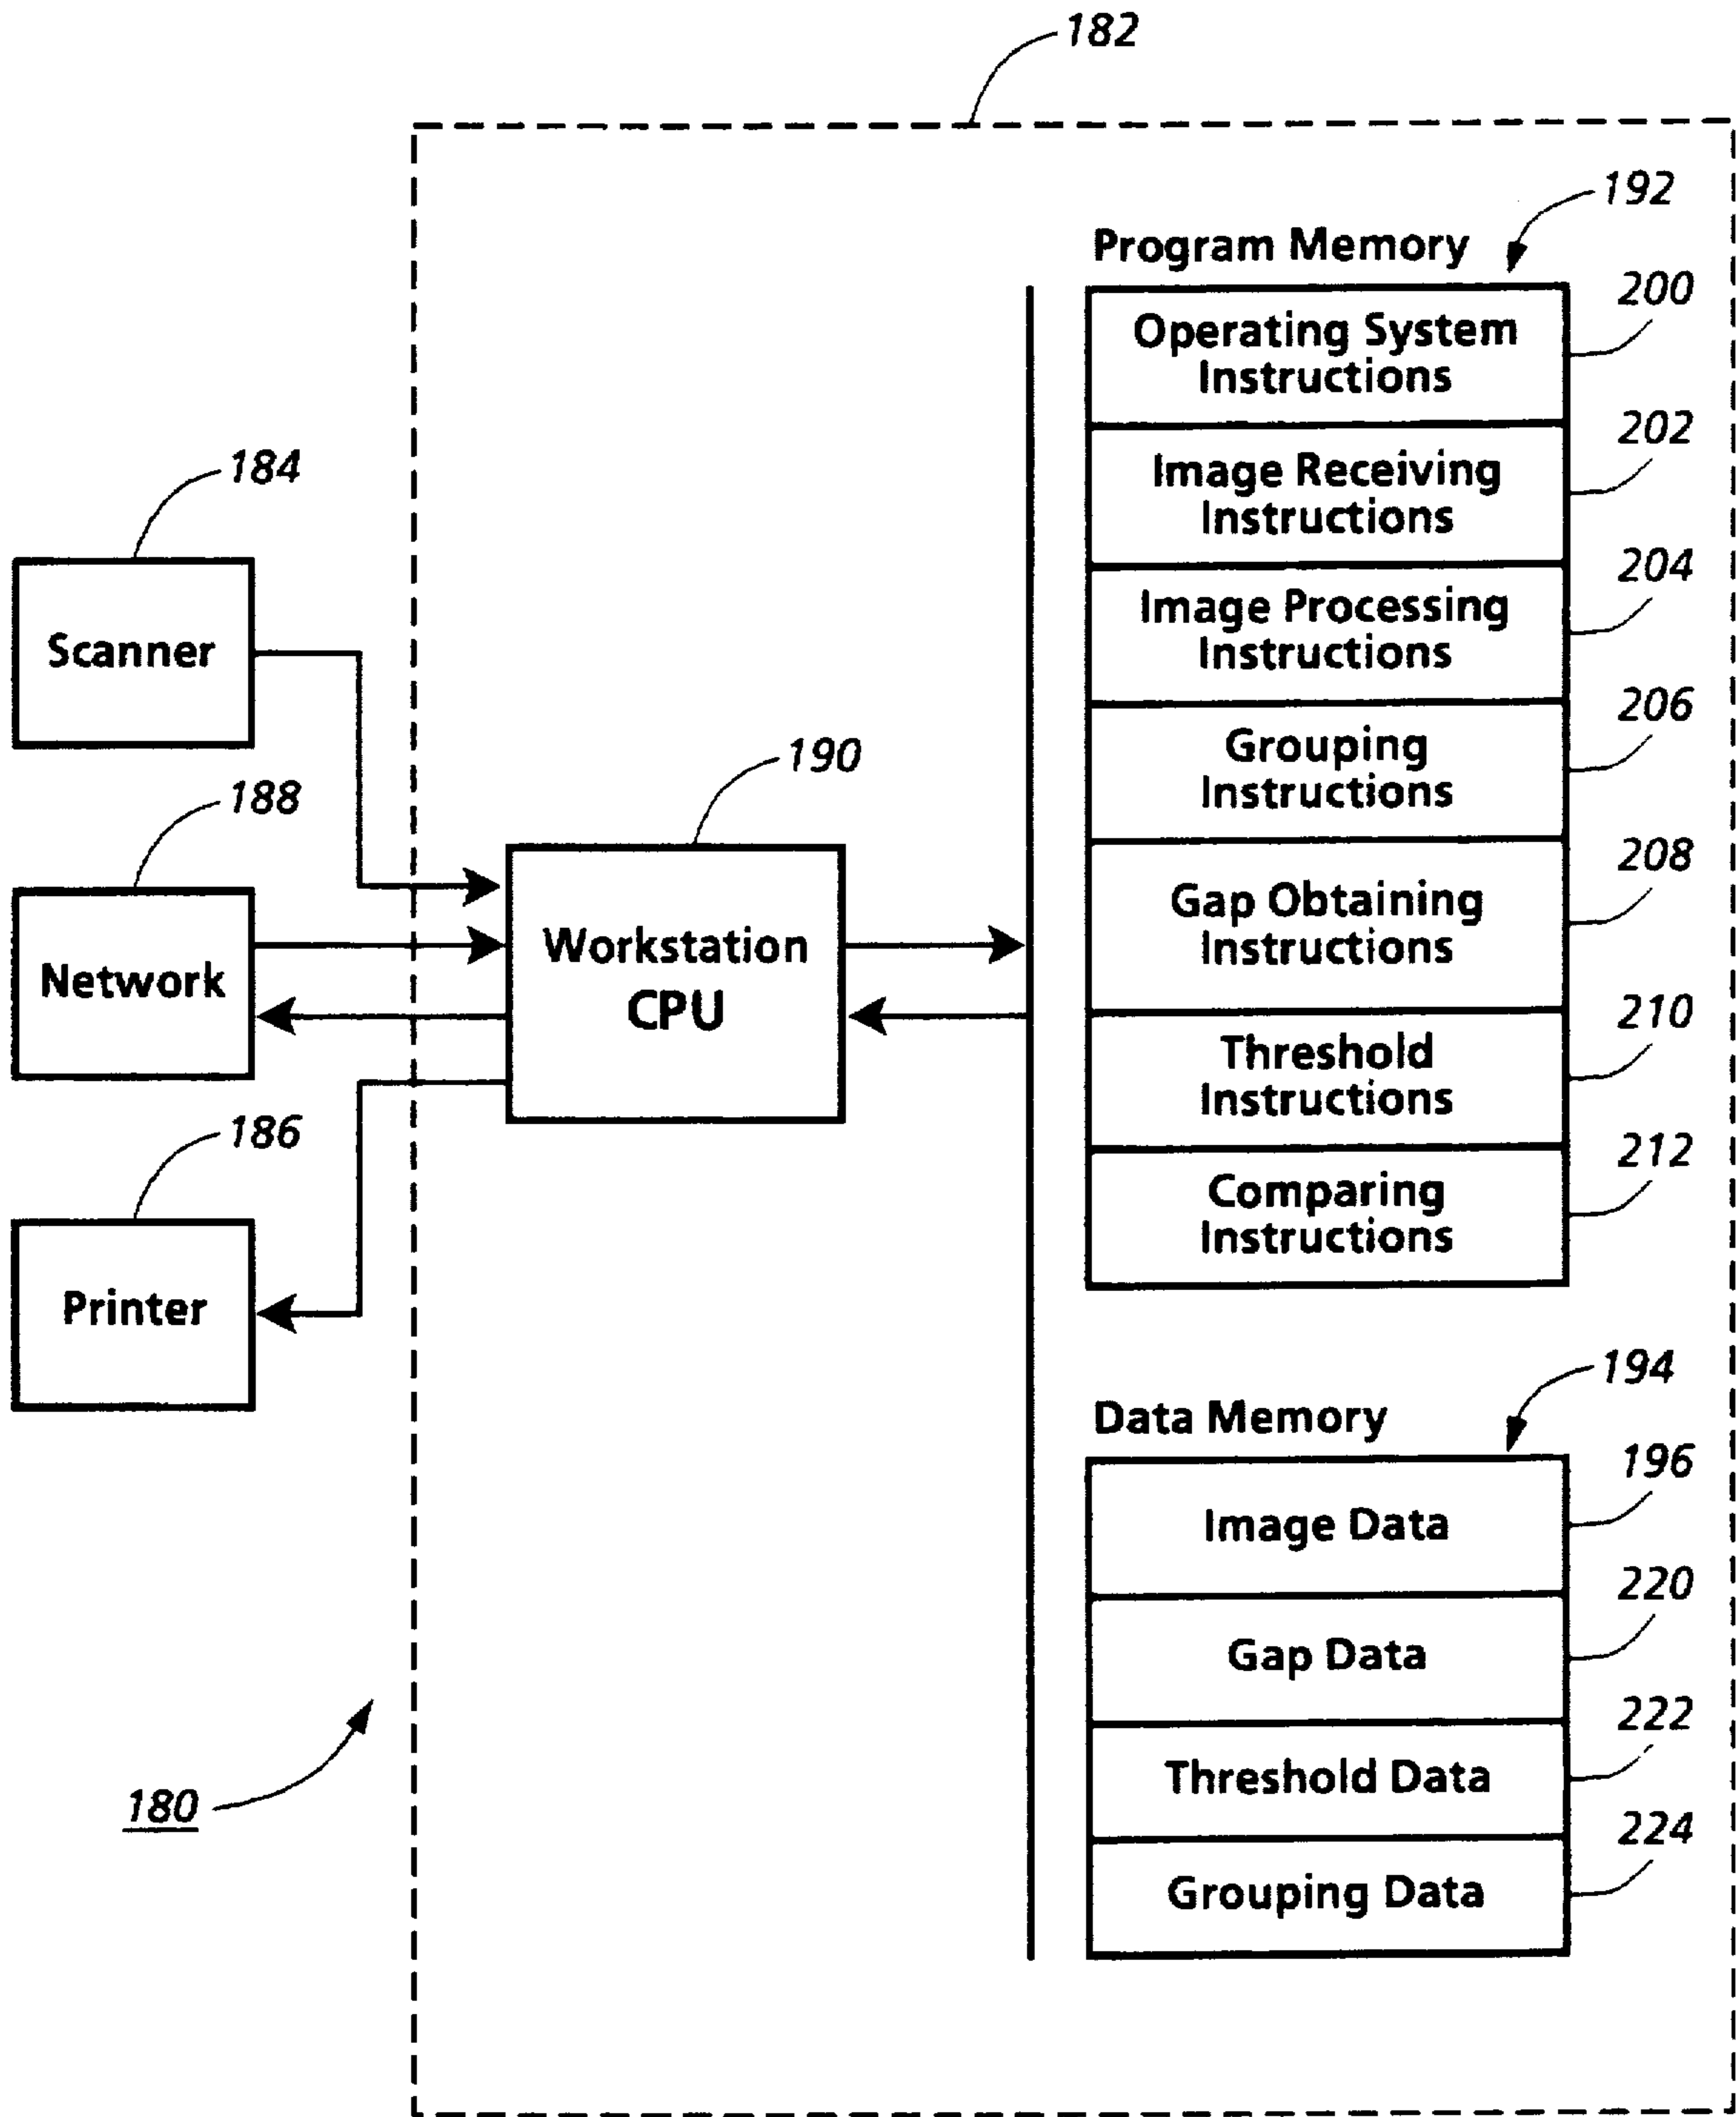 182
192
Program Memory
200
Operating System
Instructions
202
Image Receiving
Instructions
184
204
Image Processing
Instructions
Scanner
206
Grouping
Instructions
190
188
208
Gap Obtaining
Instructions
Workstation
CPU
Network
210
Threshold
Instructions
186
212
Comparing
Instructions
Printer
194
Data Memory
196
Image Data
220
Gap Data
222
Threshold Data
180
224
Grouping Data